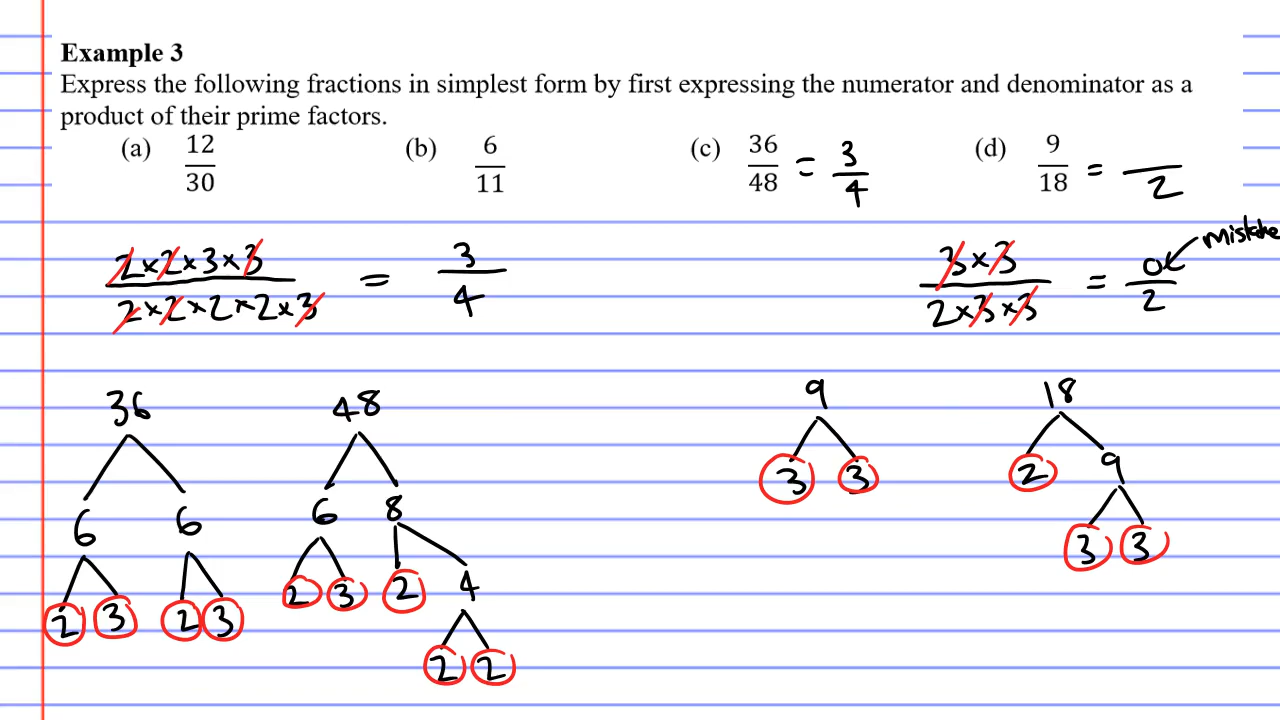 Example 3
Express the following fractions in simplest form by first expressing the numerator and denominator as a
product of their prime factors.
(a) 12/30 (b) 6/11 (c) 36/48 = 3/4 (d) 9/18 = /2
mistake
2×2×3×3 / 2×2×2×2×3 = 3/4
3×3 / 2×3×3 = 0/2
36 48 9 18
6 6 6 8 3 3 2 9
2 3 2 3 2 3 2 4 3 3
2 2